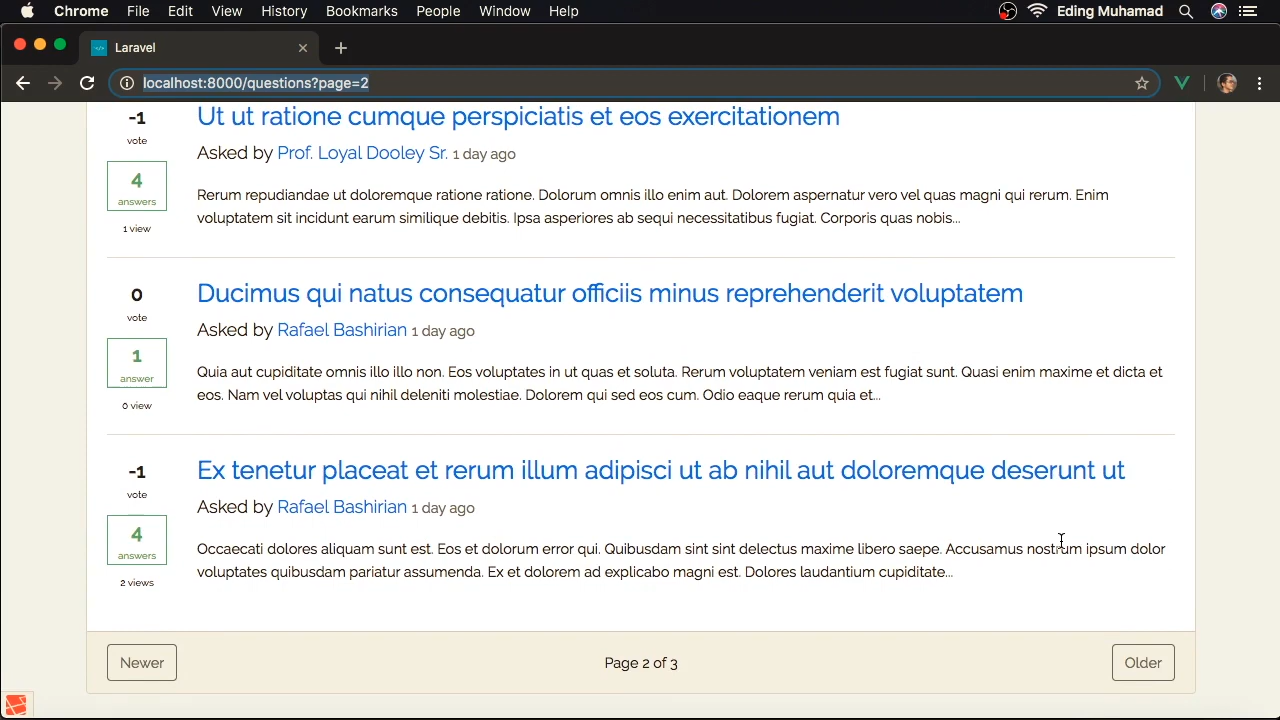 Chrome File Edit View History Bookmarks People Window Help Eding Muhamad
Laravel
localhost:8000/questions?page=2
-1
vote
4
answers
1 view
Ut ut ratione cumque perspiciatis et eos exercitationem
Asked by Prof. Loyal Dooley Sr. 1 day ago
Rerum repudiandae ut doloremque ratione ratione. Dolorum omnis illo enim aut. Dolorem aspernatur vero vel quas magni qui rerum. Enim
voluptatem sit incidunt earum similique debitis. Ipsa asperiores ab sequi necessitatibus fugiat. Corporis quas nobis...
0
vote
1
answer
0 view
Ducimus qui natus consequatur officiis minus reprehenderit voluptatem
Asked by Rafael Bashirian 1 day ago
Quia aut cupiditate omnis illo illo non. Eos voluptates in ut quas et soluta. Rerum voluptatem veniam est fugiat sunt. Quasi enim maxime et dicta et
eos. Nam vel voluptas qui nihil deleniti molestiae. Dolorem qui sed eos cum. Odio eaque rerum quia et...
-1
vote
4
answers
2 views
Ex tenetur placeat et rerum illum adipisci ut ab nihil aut doloremque deserunt ut
Asked by Rafael Bashirian 1 day ago
Occaecati dolores aliquam sunt est. Eos et dolorum error qui. Quibusdam sint sint delectus maxime libero saepe. Accusamus nostrum ipsum dolor
voluptates quibusdam pariatur assumenda. Ex et dolorem ad explicabo magni est. Dolores laudantium cupiditate...
Newer
Page 2 of 3
Older